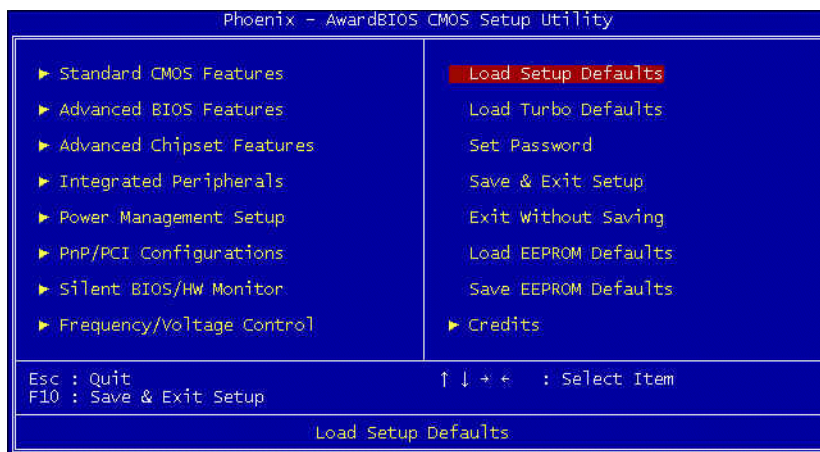 Phoenix - AwardBIOS CMOS Setup Utility
► Standard CMOS Features
► Advanced BIOS Features
► Advanced Chipset Features
► Integrated Peripherals
► Power Management Setup
► PnP/PCI Configurations
► Silent BIOS/HW Monitor
► Frequency/Voltage Control
Load Setup Defaults
Load Turbo Defaults
Set Password
Save & Exit Setup
Exit Without Saving
Load EEPROM Defaults
Save EEPROM Defaults
► Credits
Esc : Quit
F10 : Save & Exit Setup
↑ ↓ → ← : Select Item
Load Setup Defaults